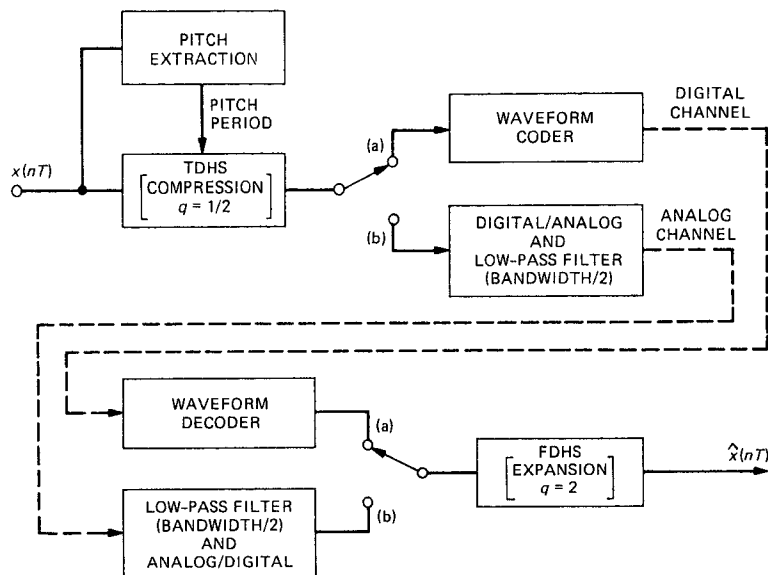 PITCH
EXTRACTION
PITCH
PERIOD
x(nT)
TDHS
COMPRESSION
q = 1/2
(a)
(b)
WAVEFORM
CODER
DIGITAL
CHANNEL
DIGITAL/ANALOG
AND
LOW-PASS FILTER
(BANDWIDTH/2)
ANALOG
CHANNEL
WAVEFORM
DECODER
(a)
LOW-PASS FILTER
(BANDWIDTH/2)
AND
ANALOG/DIGITAL
(b)
FDHS
EXPANSION
q = 2
x̂(nT)